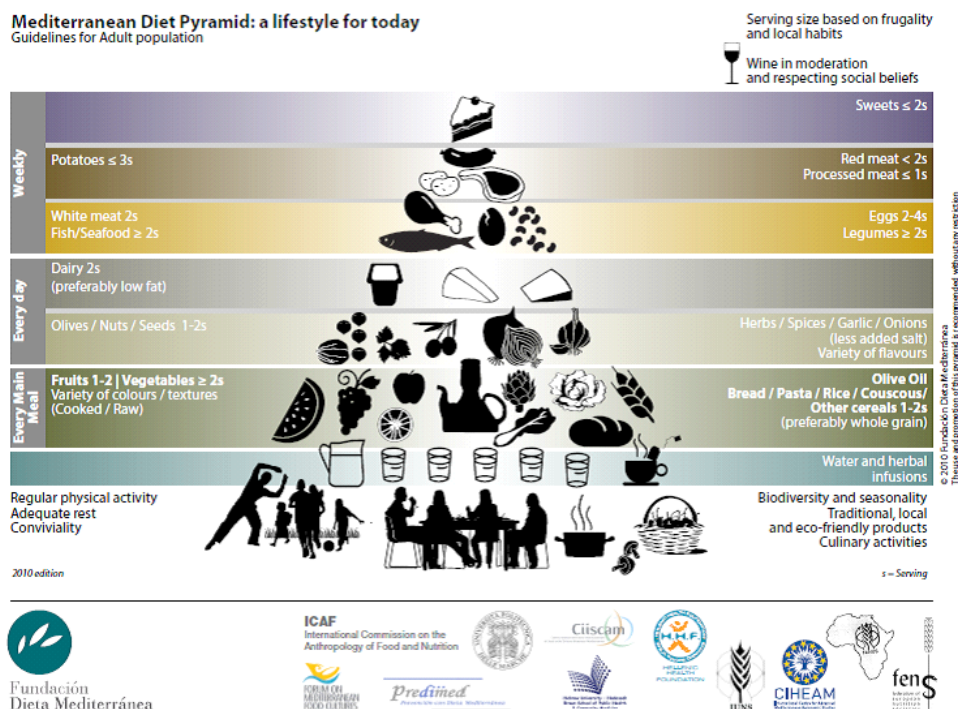 Mediterranean Diet Pyramid: a lifestyle for today
Guidelines for Adult population
Serving size based on frugality
and local habits
Wine in moderation
and respecting social beliefs
Weekly
Sweets ≤ 2s
Potatoes ≤ 3s
Red meat < 2s
Processed meat ≤ 1s
White meat 2s
Fish/Seafood ≥ 2s
Eggs 2-4s
Legumes ≥ 2s
Every day
Dairy 2s
(preferably low fat)
Olives / Nuts / Seeds 1-2s
Herbs / Spices / Garlic / Onions
(less added salt)
Variety of flavours
Every Main
Meal
Fruits 1-2 | Vegetables ≥ 2s
Variety of colours / textures
(Cooked / Raw)
Olive Oil
Bread / Pasta / Rice / Couscous/
Other cereals 1-2s
(preferably whole grain)
Water and herbal
infusions
Regular physical activity
Adequate rest
Conviviality
Biodiversity and seasonality
Traditional, local
and eco-friendly products
Culinary activities
2010 edition
s = Serving
© 2010 Fundación Dieta Mediterránea
The use and promotion of this pyramid is recommended without any restriction
Fundación
Dieta Mediterránea
ICAF
International Commission on the
Anthropology of Food and Nutrition
FORUM ON
MEDITERRANEAN
FOOD CULTURES
Predimed
Prevención con Dieta Mediterránea
Ciiscam
H.H.F.
HELLENIC
HEALTH
FOUNDATION
IUNS
CIHEAM
fens